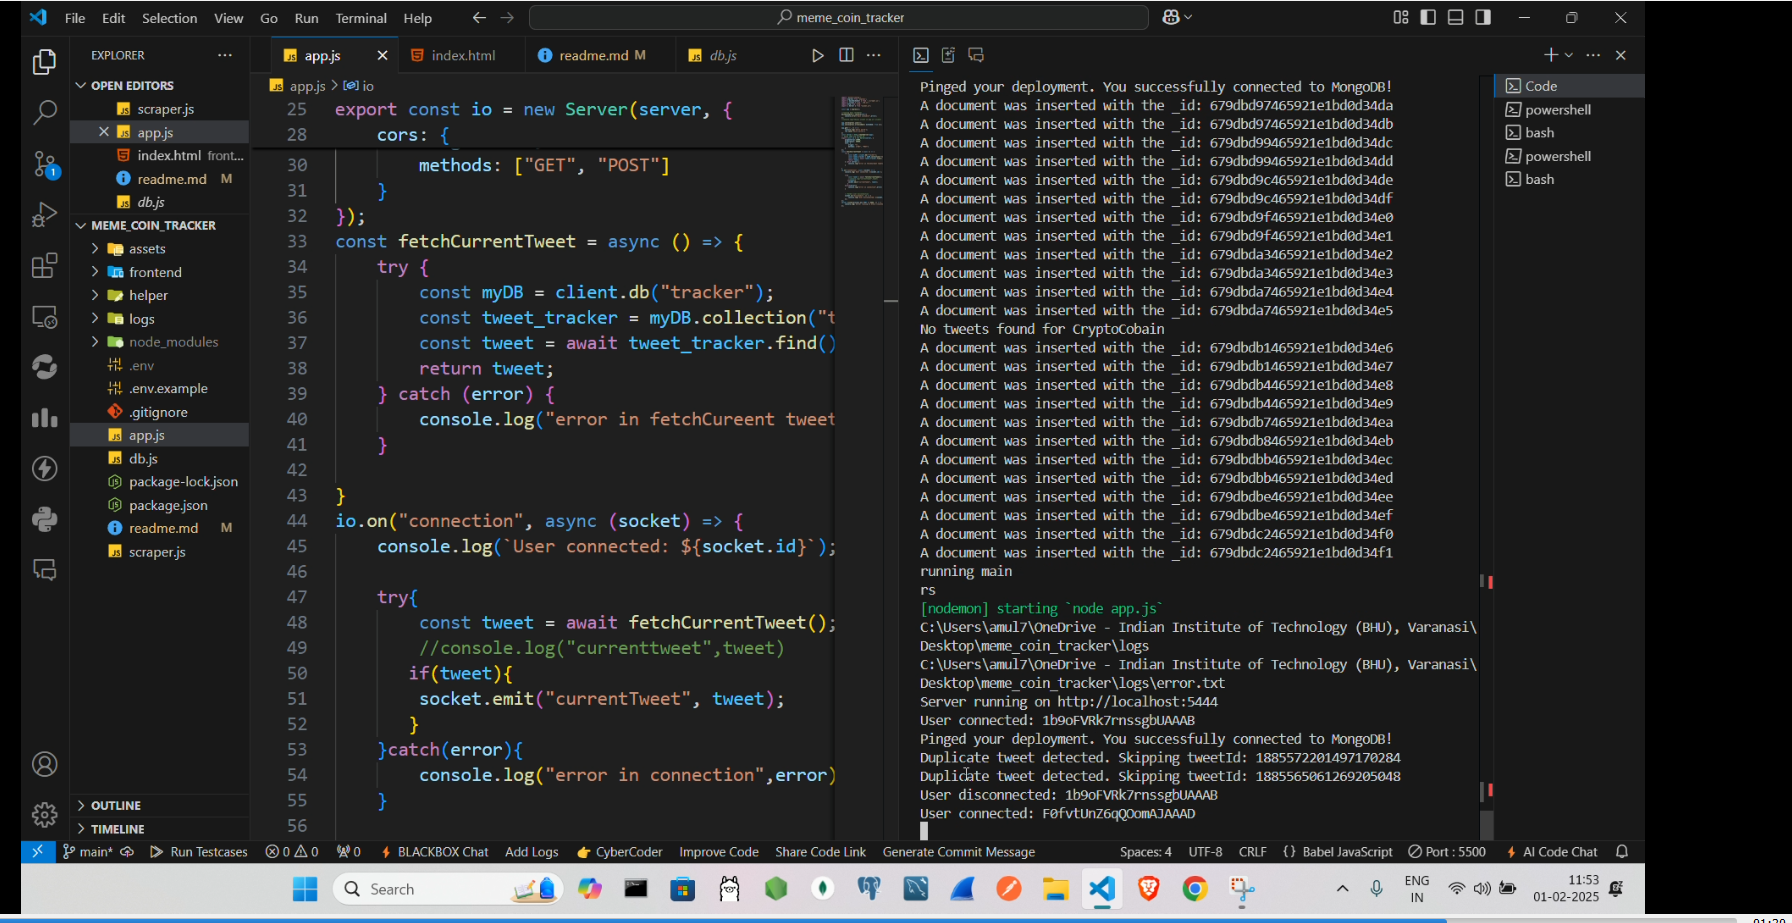 File Edit Selection View Go Run Terminal Help
meme_coin_tracker
EXPLORER
OPEN EDITORS
scraper.js
app.js
index.html front...
readme.md M
db.js
MEME_COIN_TRACKER
assets
frontend
helper
logs
node_modules
.env
.env.example
.gitignore
app.js
db.js
package-lock.json
package.json
readme.md M
scraper.js
OUTLINE
TIMELINE
1
app.js
index.html
readme.md M
db.js
app.js > io
25 export const io = new Server(server, {
28 cors: {
30 methods: ["GET", "POST"]
31 }
32 });
33 const fetchCurrentTweet = async () => {
34 try {
35 const myDB = client.db("tracker");
36 const tweet_tracker = myDB.collection("t
37 const tweet = await tweet_tracker.find()
38 return tweet;
39 } catch (error) {
40 console.log("error in fetchCureent tweet
41 }
42
43 }
44 io.on("connection", async (socket) => {
45 console.log(`User connected: ${socket.id}`);
46
47 try{
48 const tweet = await fetchCurrentTweet();
49 //console.log("currenttweet",tweet)
50 if(tweet){
51 socket.emit("currentTweet", tweet);
52 }
53 }catch(error){
54 console.log("error in connection",error)
55 }
56
Pinged your deployment. You successfully connected to MongoDB!
A document was inserted with the _id: 679dbd97465921e1bd0d34da
A document was inserted with the _id: 679dbd97465921e1bd0d34db
A document was inserted with the _id: 679dbd99465921e1bd0d34dc
A document was inserted with the _id: 679dbd99465921e1bd0d34dd
A document was inserted with the _id: 679dbd9c465921e1bd0d34de
A document was inserted with the _id: 679dbd9c465921e1bd0d34df
A document was inserted with the _id: 679dbd9f465921e1bd0d34e0
A document was inserted with the _id: 679dbd9f465921e1bd0d34e1
A document was inserted with the _id: 679dbda3465921e1bd0d34e2
A document was inserted with the _id: 679dbda3465921e1bd0d34e3
A document was inserted with the _id: 679dbda7465921e1bd0d34e4
A document was inserted with the _id: 679dbda7465921e1bd0d34e5
No tweets found for CryptoCobain
A document was inserted with the _id: 679dbdb1465921e1bd0d34e6
A document was inserted with the _id: 679dbdb1465921e1bd0d34e7
A document was inserted with the _id: 679dbdb4465921e1bd0d34e8
A document was inserted with the _id: 679dbdb4465921e1bd0d34e9
A document was inserted with the _id: 679dbdb7465921e1bd0d34ea
A document was inserted with the _id: 679dbdb8465921e1bd0d34eb
A document was inserted with the _id: 679dbdbb465921e1bd0d34ec
A document was inserted with the _id: 679dbdbb465921e1bd0d34ed
A document was inserted with the _id: 679dbdbe465921e1bd0d34ee
A document was inserted with the _id: 679dbdbe465921e1bd0d34ef
A document was inserted with the _id: 679dbdc2465921e1bd0d34f0
A document was inserted with the _id: 679dbdc2465921e1bd0d34f1
running main
rs
[nodemon] starting `node app.js`
C:\Users\amul7\OneDrive - Indian Institute of Technology (BHU), Varanasi\
Desktop\meme_coin_tracker\logs
C:\Users\amul7\OneDrive - Indian Institute of Technology (BHU), Varanasi\
Desktop\meme_coin_tracker\logs\error.txt
Server running on http://localhost:5444
User connected: 1b9oFVRk7rnssgbUAAAB
Pinged your deployment. You successfully connected to MongoDB!
Duplicate tweet detected. Skipping tweetId: 1885572201497170284
Duplicate tweet detected. Skipping tweetId: 1885565061269205048
User disconnected: 1b9oFVRk7rnssgbUAAAB
User connected: F0fvtUnZ6qQOomAJAAAD
Code
powershell
bash
powershell
bash
main* Run Testcases 0 0 0 BLACKBOX Chat Add Logs CyberCoder Improve Code Share Code Link Generate Commit Message Spaces: 4 UTF-8 CRLF {} Babel JavaScript Port : 5500 AI Code Chat
Search
ENG
IN
11:53
01-02-2025